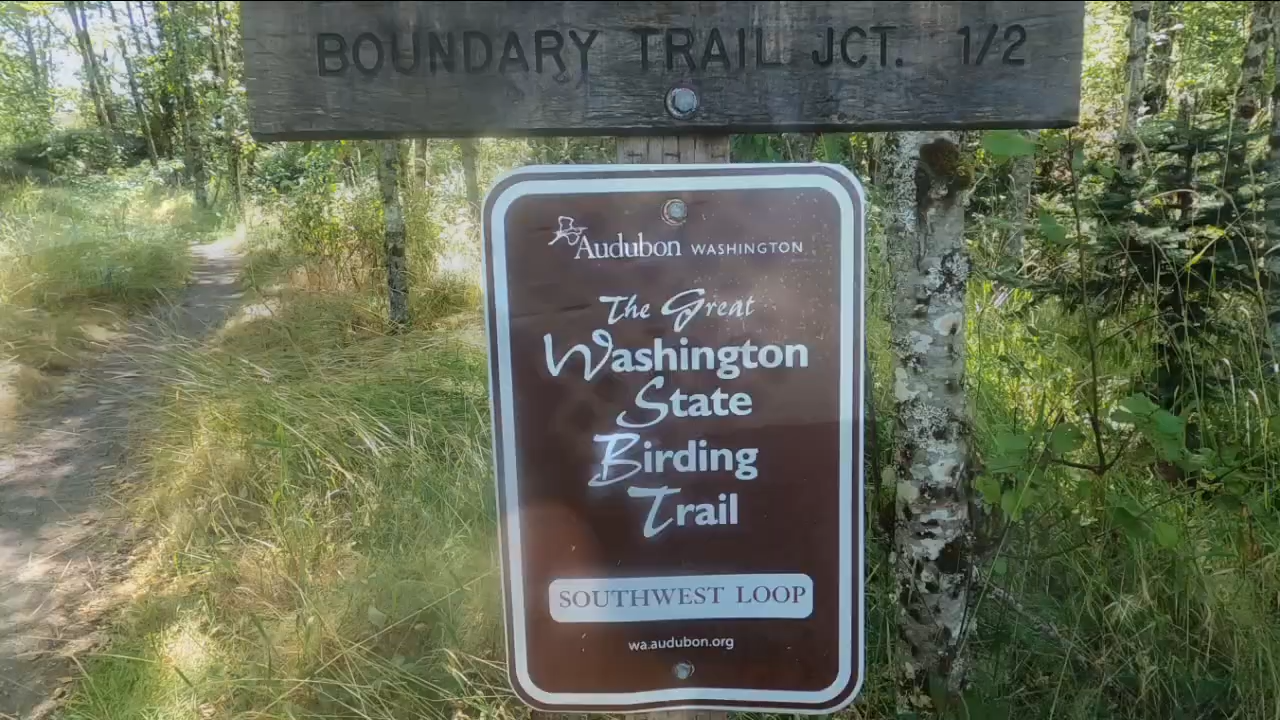 BOUNDARY TRAIL JCT. 1/2
Audubon WASHINGTON
The Great
Washington
State
Birding
Trail
SOUTHWEST LOOP
wa.audubon.org